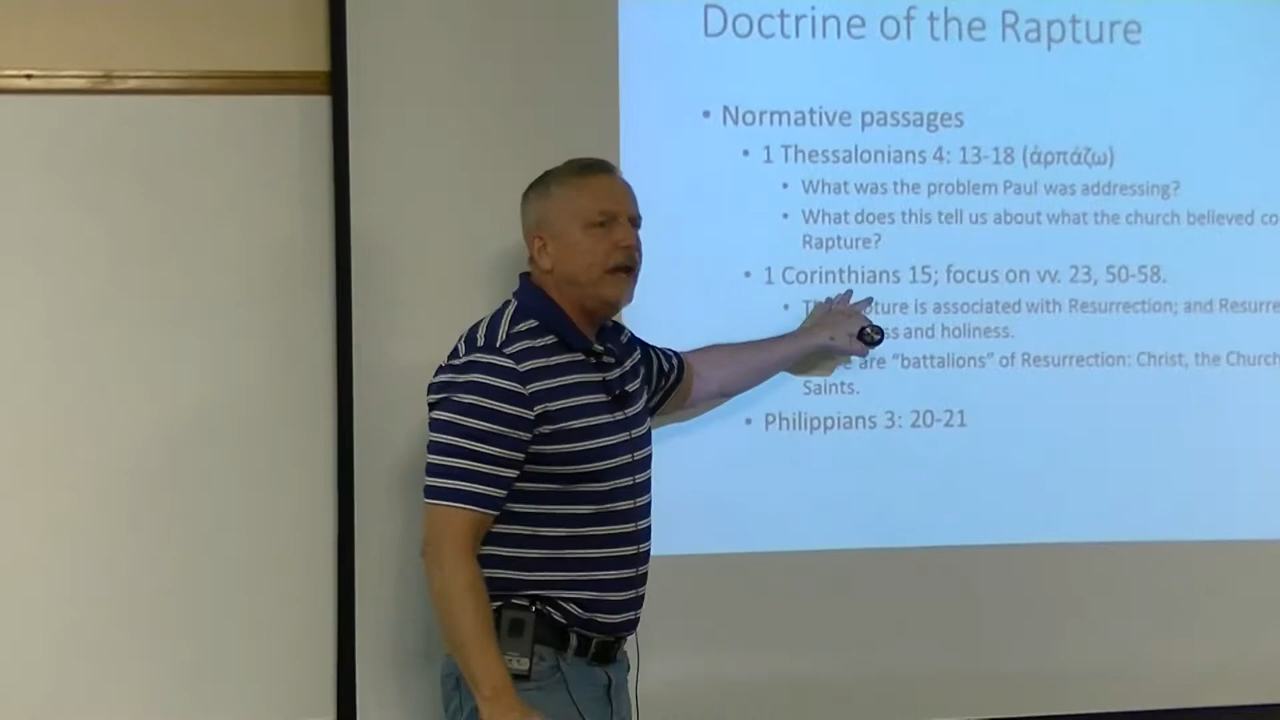 Doctrine of the Rapture
• Normative passages
• 1 Thessalonians 4: 13-18 (ἁρπάζω)
• What was the problem Paul was addressing?
• What does this tell us about what the church believed co
Rapture?
• 1 Corinthians 15; focus on vv. 23, 50-58.
• is associated with Resurrection; and Resurre
and holiness.
are “battalions” of Resurrection: Christ, the Church
Saints.
• Philippians 3: 20-21